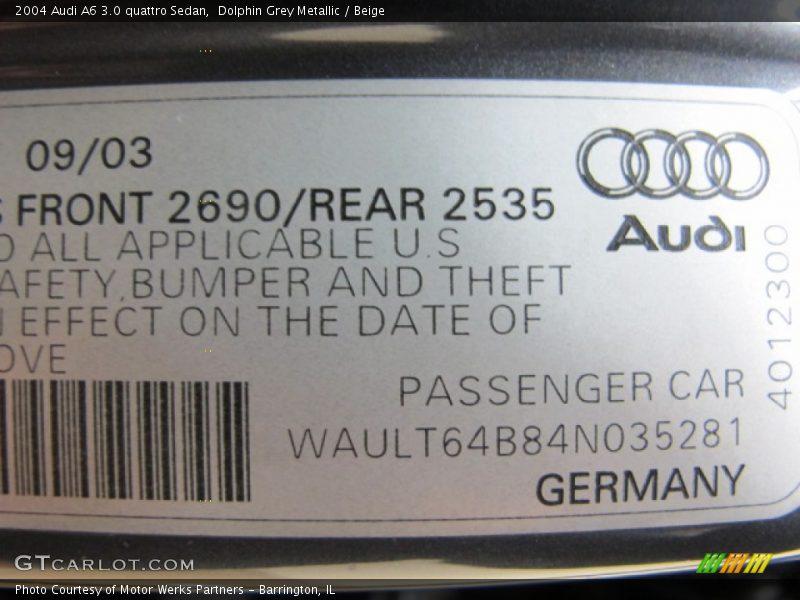 2004 Audi A6 3.0 quattro Sedan, Dolphin Grey Metallic / Beige
09/03
FRONT 2690/REAR 2535
ALL APPLICABLE U.S
AFETY,BUMPER AND THEFT
EFFECT ON THE DATE OF
OVE
Audi
4012300
PASSENGER CAR
WAULT64B84N035281
GERMANY
GTCARLOT.COM
Photo Courtesy of Motor Werks Partners - Barrington, IL